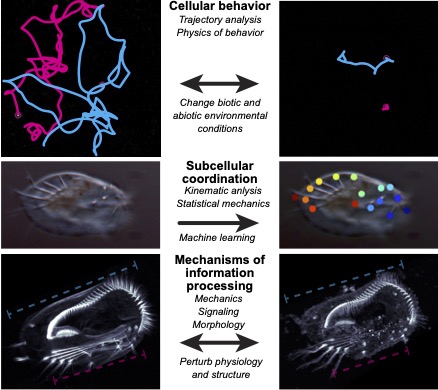 Cellular behavior
Trajectory analysis
Physics of behavior
Change biotic and
abiotic environmental
conditions
Subcellular
coordination
Kinematic anlysis
Statistical mechanics
Machine learning
Mechanisms of
information
processing
Mechanics
Signaling
Morphology
Perturb physiology
and structure